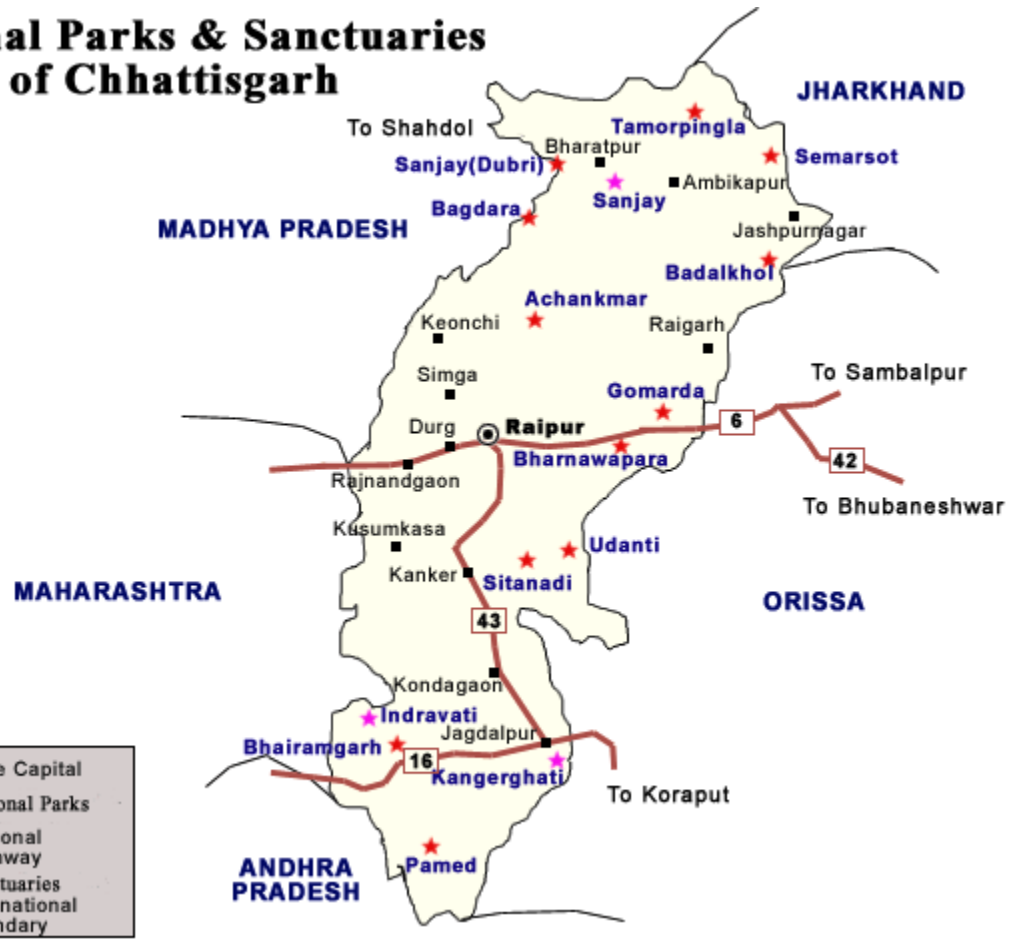 nal Parks & Sanctuaries
of Chhattisgarh
JHARKHAND
To Shahdol
Tamorpingla
Bharatpur
Semarsot
Sanjay(Dubri)
Ambikapur
Sanjay
Bagdara
MADHYA PRADESH
Jashpurnagar
Badalkhol
Achankmar
Keonchi
Raigarh
Simga
To Sambalpur
Gomarda
6
Durg
Raipur
Bharnawapara
42
Rajnandgaon
To Bhubaneshwar
Kusumkasa
Udanti
Kanker
Sitanadi
MAHARASHTRA
ORISSA
43
Kondagaon
Indravati
Jagdalpur
Bhairamgarh
16
Kangerghati
To Koraput
e Capital
onal Parks
onal
way
tuaries
national
ndary
Pamed
ANDHRA
PRADESH